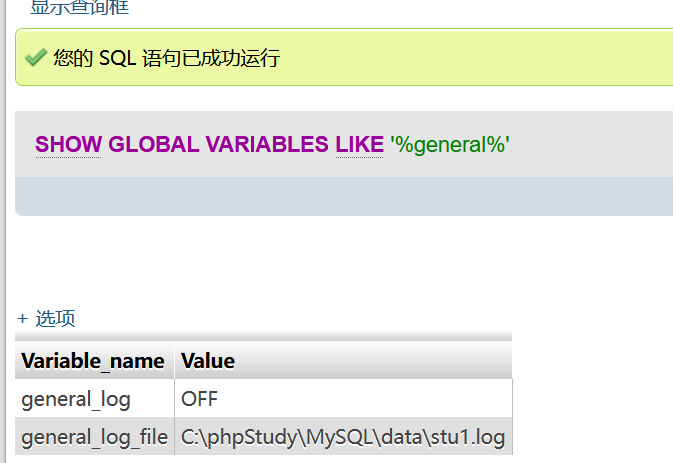 显示查询框
您的 SQL 语句已成功运行
SHOW GLOBAL VARIABLES LIKE '%general%'
+ 选项
Variable_name Value
general_log OFF
general_log_file C:\phpStudy\MySQL\data\stu1.log